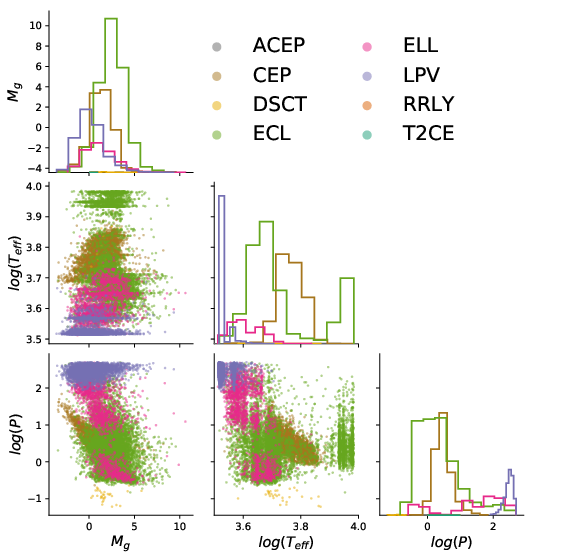 10
8
6
4
2
0
−2
−4
M_g
ACEP
CEP
DSCT
ECL
ELL
LPV
RRLY
T2CE
4.0
3.9
3.8
3.7
3.6
3.5
log(T_eff)
2
1
0
−1
log(P)
0 5 10
M_g
3.6 3.8 4.0
log(T_eff)
0 2
log(P)